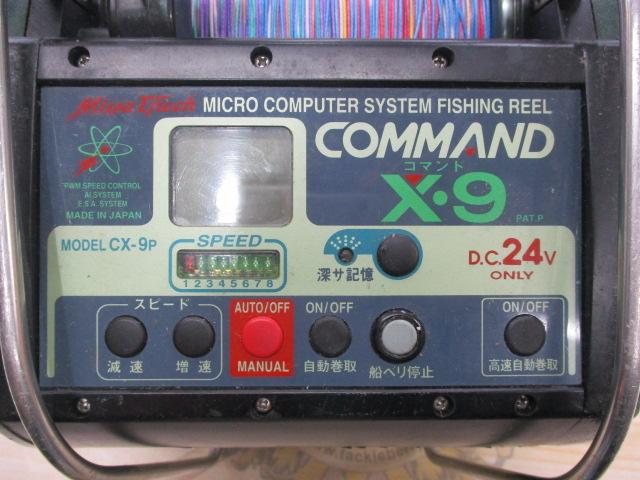 Miya Epoch MICRO COMPUTER SYSTEM FISHING REEL
COMMAND
コマンド
X・9
PAT.P
PWM SPEED CONTROL
AI SYSTEM
E.S.A. SYSTEM
MADE IN JAPAN
MODEL CX-9P
SPEED
1 2 3 4 5 6 7 8
深サ記憶
D.C.24V
ONLY
スピード
減速
増速
AUTO/OFF
MANUAL
ON/OFF
自動巻取
船ベリ停止
ON/OFF
高速自動巻取